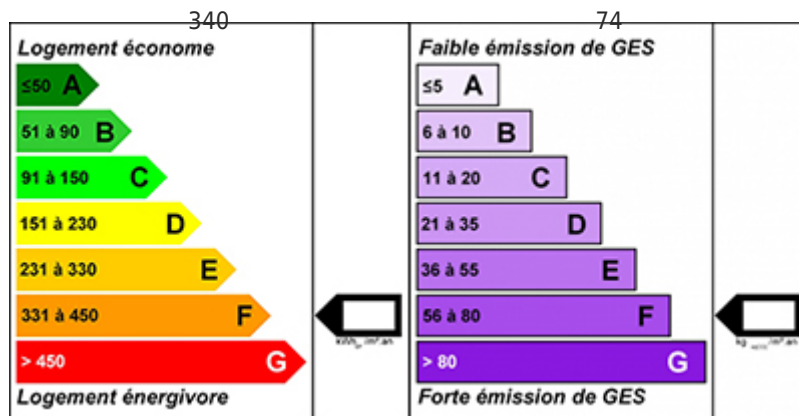 340
Logement économe
≤50 A
51 à 90 B
91 à 150 C
151 à 230 D
231 à 330 E
331 à 450 F
> 450 G
Logement énergivore
74
Faible émission de GES
≤5 A
6 à 10 B
11 à 20 C
21 à 35 D
36 à 55 E
56 à 80 F
> 80 G
Forte émission de GES